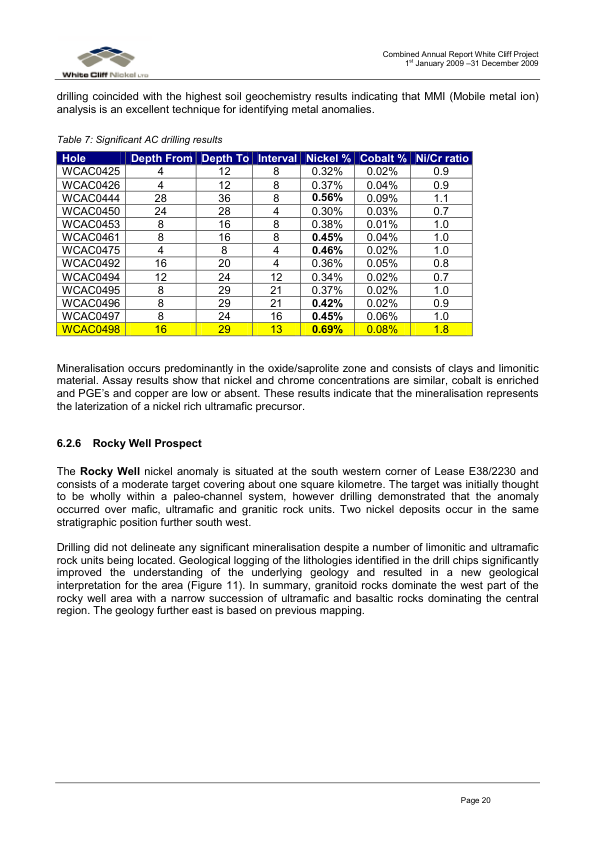 White Cliff Nickel LTD
Combined Annual Report White Cliff Project
1st January 2009 –31 December 2009
drilling coincided with the highest soil geochemistry results indicating that MMI (Mobile metal ion)
analysis is an excellent technique for identifying metal anomalies.
Table 7: Significant AC drilling results
Hole Depth From Depth To Interval Nickel % Cobalt % Ni/Cr ratio
WCAC0425 4 12 8 0.32% 0.02% 0.9
WCAC0426 4 12 8 0.37% 0.04% 0.9
WCAC0444 28 36 8 0.56% 0.09% 1.1
WCAC0450 24 28 4 0.30% 0.03% 0.7
WCAC0453 8 16 8 0.38% 0.01% 1.0
WCAC0461 8 16 8 0.45% 0.04% 1.0
WCAC0475 4 8 4 0.46% 0.02% 1.0
WCAC0492 16 20 4 0.36% 0.05% 0.8
WCAC0494 12 24 12 0.34% 0.02% 0.7
WCAC0495 8 29 21 0.37% 0.02% 1.0
WCAC0496 8 29 21 0.42% 0.02% 0.9
WCAC0497 8 24 16 0.45% 0.06% 1.0
WCAC0498 16 29 13 0.69% 0.08% 1.8
Mineralisation occurs predominantly in the oxide/saprolite zone and consists of clays and limonitic
material. Assay results show that nickel and chrome concentrations are similar, cobalt is enriched
and PGE's and copper are low or absent. These results indicate that the mineralisation represents
the laterization of a nickel rich ultramafic precursor.
6.2.6 Rocky Well Prospect
The Rocky Well nickel anomaly is situated at the south western corner of Lease E38/2230 and
consists of a moderate target covering about one square kilometre. The target was initially thought
to be wholly within a paleo-channel system, however drilling demonstrated that the anomaly
occurred over mafic, ultramafic and granitic rock units. Two nickel deposits occur in the same
stratigraphic position further south west.
Drilling did not delineate any significant mineralisation despite a number of limonitic and ultramafic
rock units being located. Geological logging of the lithologies identified in the drill chips significantly
improved the understanding of the underlying geology and resulted in a new geological
interpretation for the area (Figure 11). In summary, granitoid rocks dominate the west part of the
rocky well area with a narrow succession of ultramafic and basaltic rocks dominating the central
region. The geology further east is based on previous mapping.
Page 20